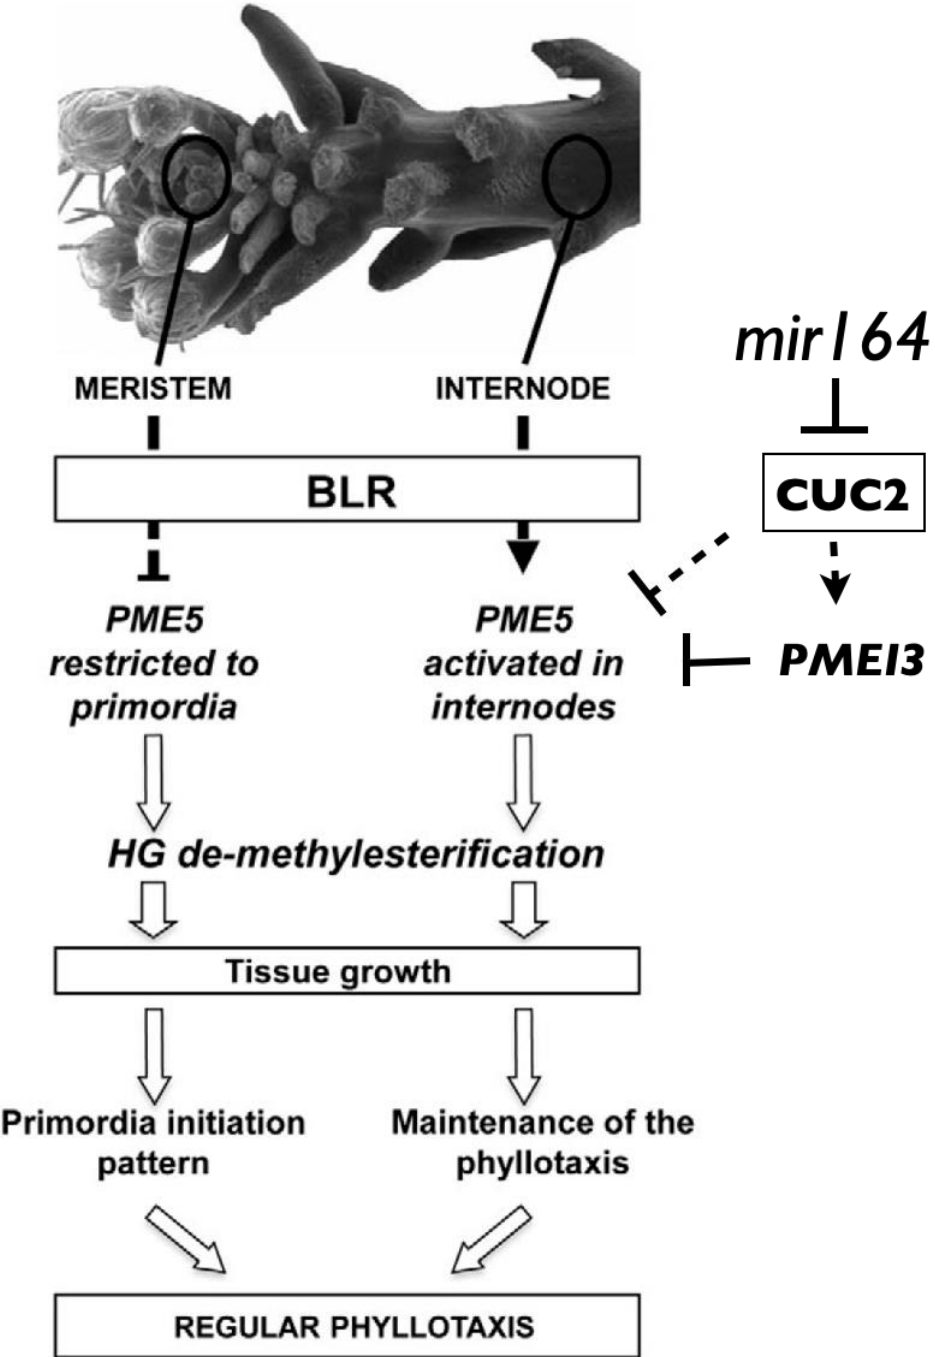 mir164
MERISTEM
INTERNODE
BLR
CUC2
PME5
restricted to
primordia
PME5
activated in
internodes
PMEI3
HG de-methylesterification
Tissue growth
Primordia initiation
pattern
Maintenance of the
phyllotaxis
REGULAR PHYLLOTAXIS